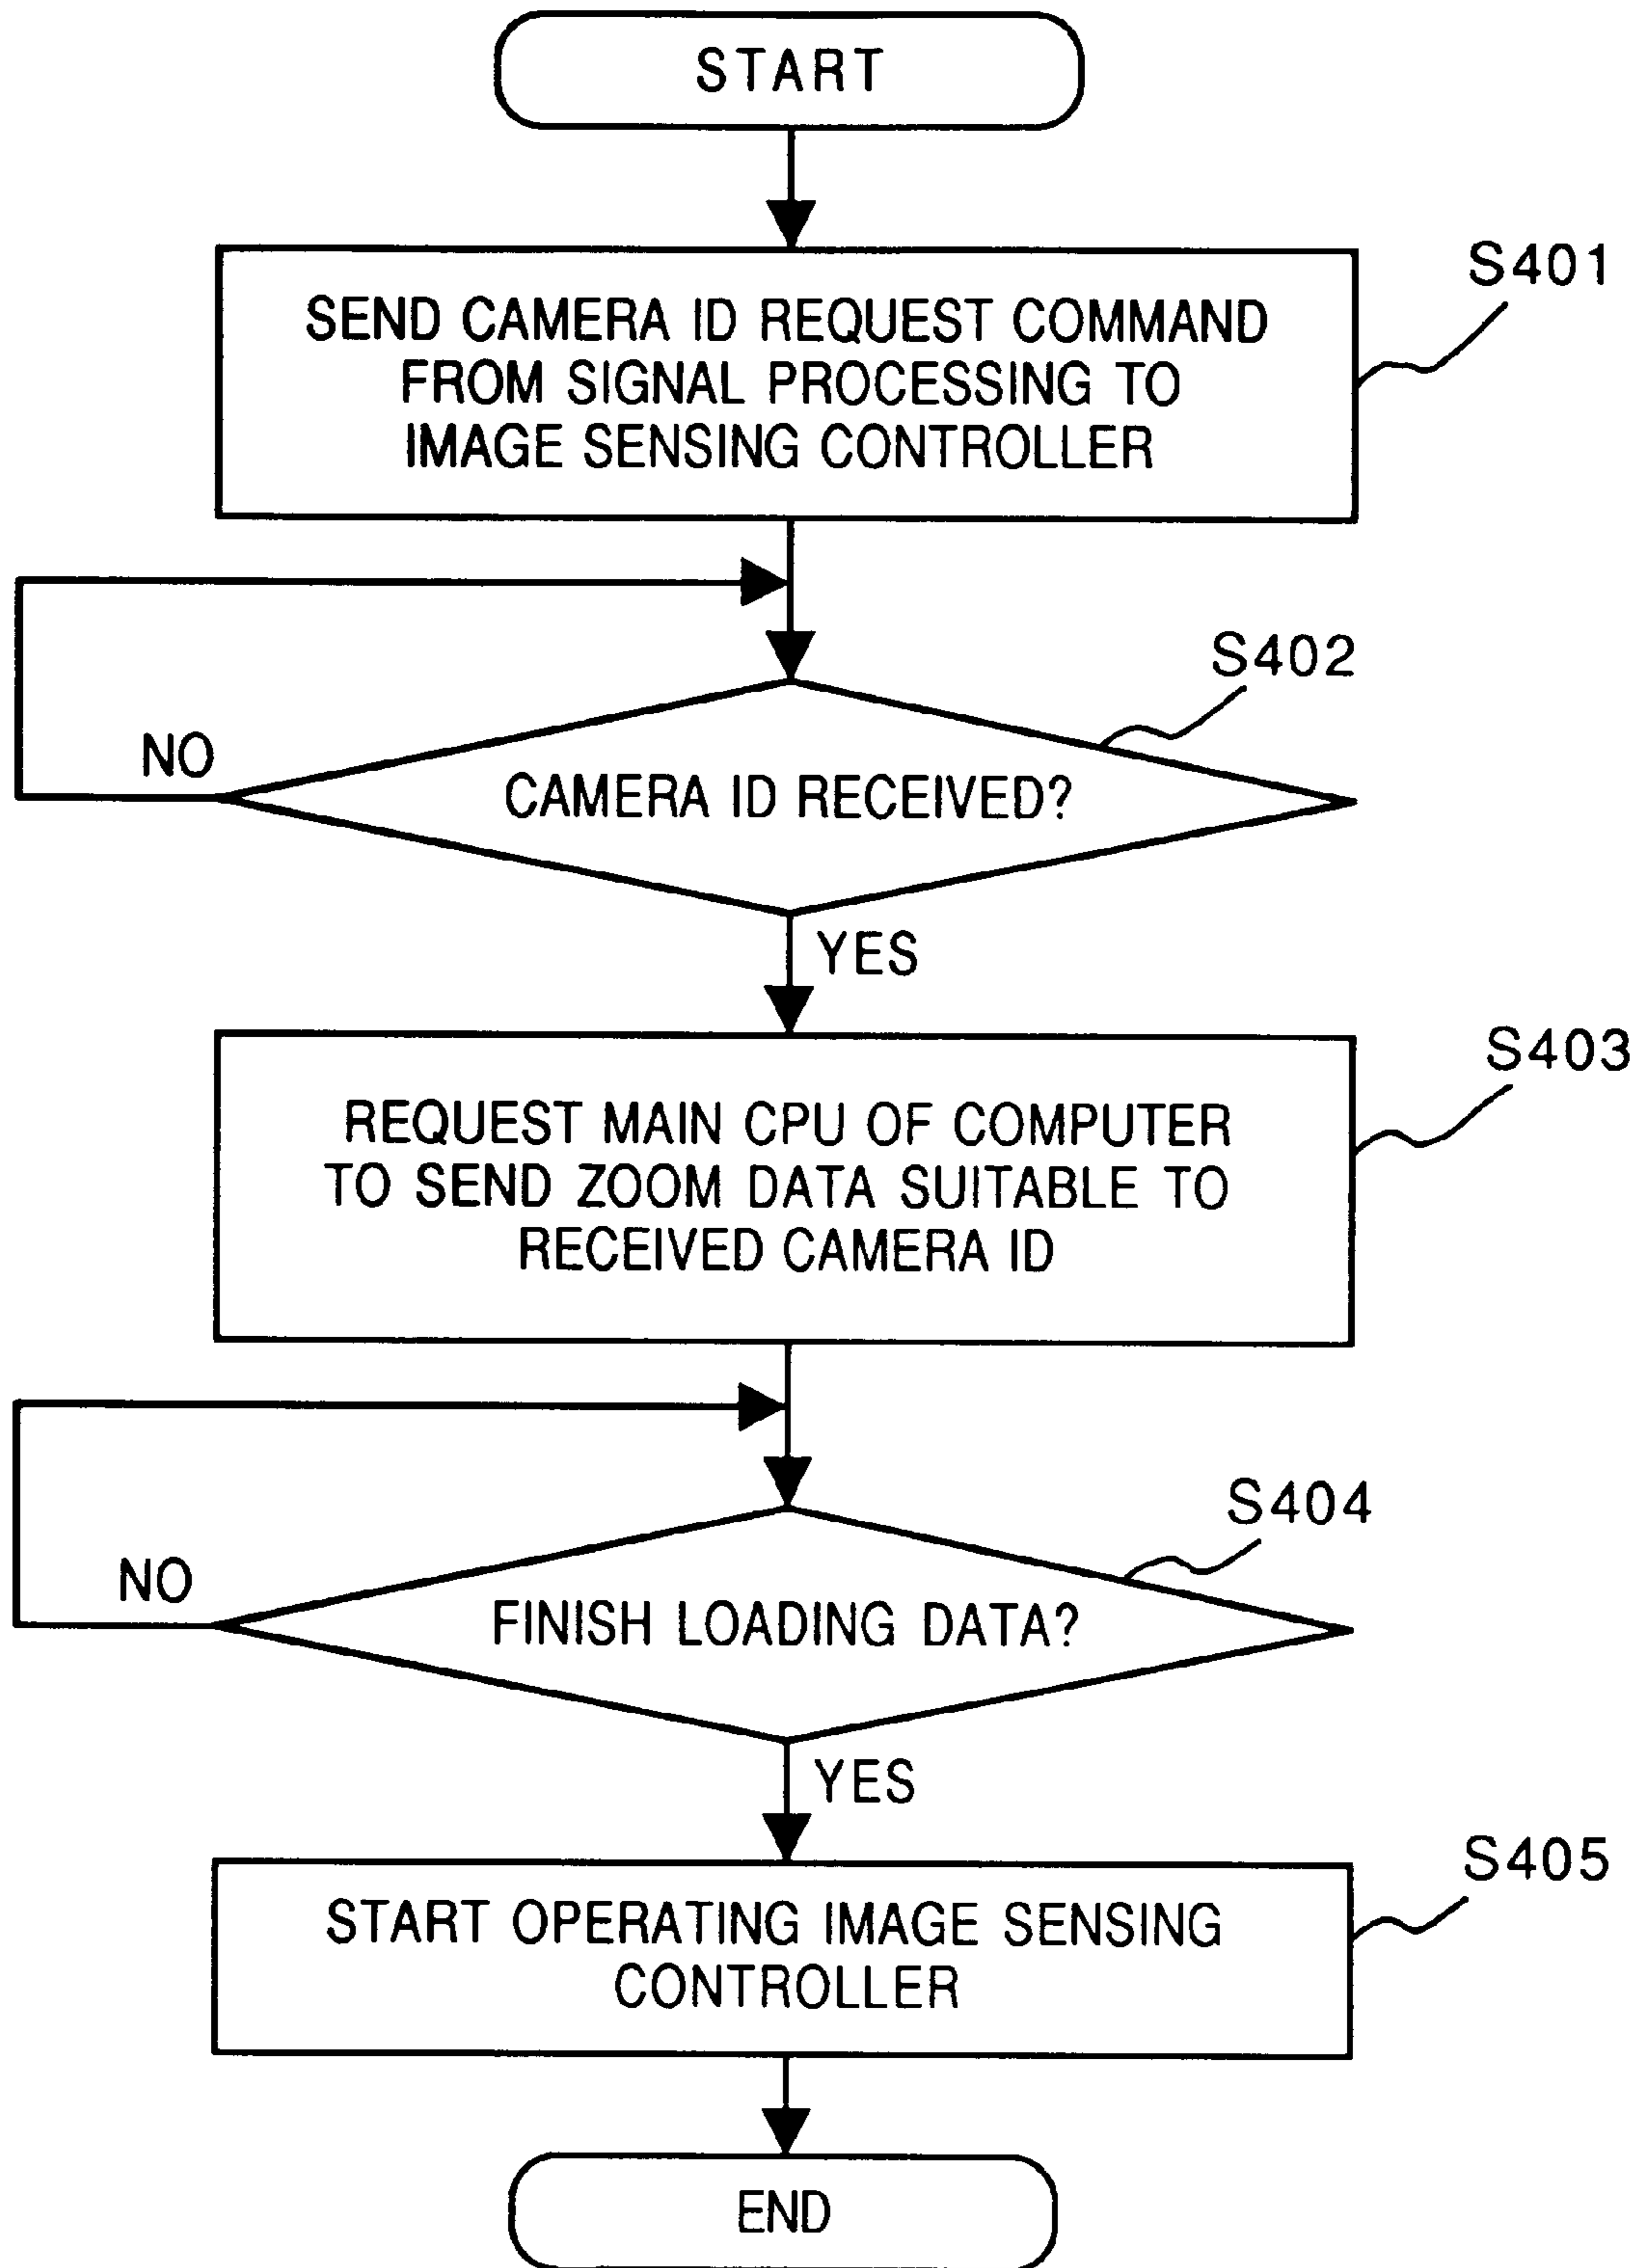 START
S401
SEND CAMERA ID REQUEST COMMAND
FROM SIGNAL PROCESSING TO
IMAGE SENSING CONTROLLER
S402
NO
CAMERA ID RECEIVED?
YES
S403
REQUEST MAIN CPU OF COMPUTER
TO SEND ZOOM DATA SUITABLE TO
RECEIVED CAMERA ID
S404
NO
FINISH LOADING DATA?
YES
S405
START OPERATING IMAGE SENSING
CONTROLLER
END